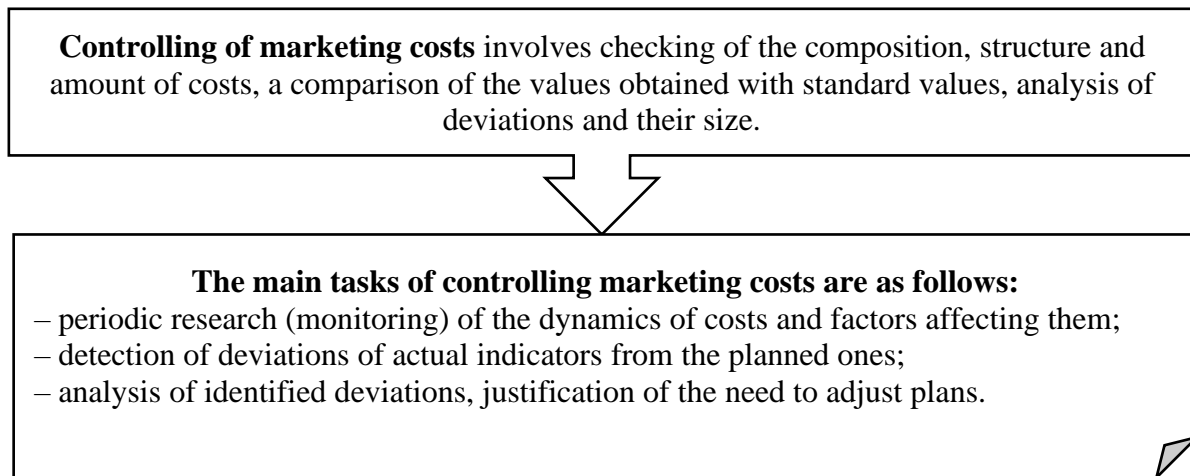 Controlling of marketing costs involves checking of the composition, structure and
amount of costs, a comparison of the values obtained with standard values, analysis of
deviations and their size.
The main tasks of controlling marketing costs are as follows:
– periodic research (monitoring) of the dynamics of costs and factors affecting them;
– detection of deviations of actual indicators from the planned ones;
– analysis of identified deviations, justification of the need to adjust plans.